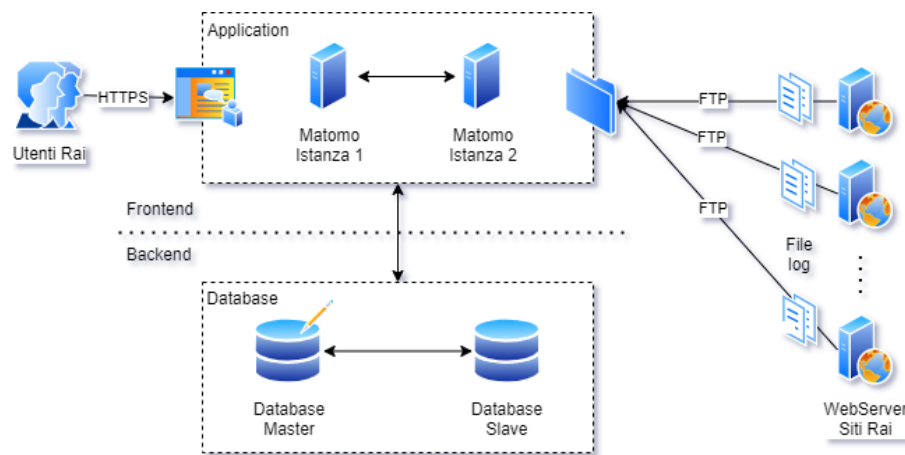 Application
HTTPS
Utenti Rai
Matomo
Istanza 1
Matomo
Istanza 2
FTP
FTP
FTP
File
log
WebServer
Siti Rai
Frontend
Backend
Database
Database
Master
Database
Slave